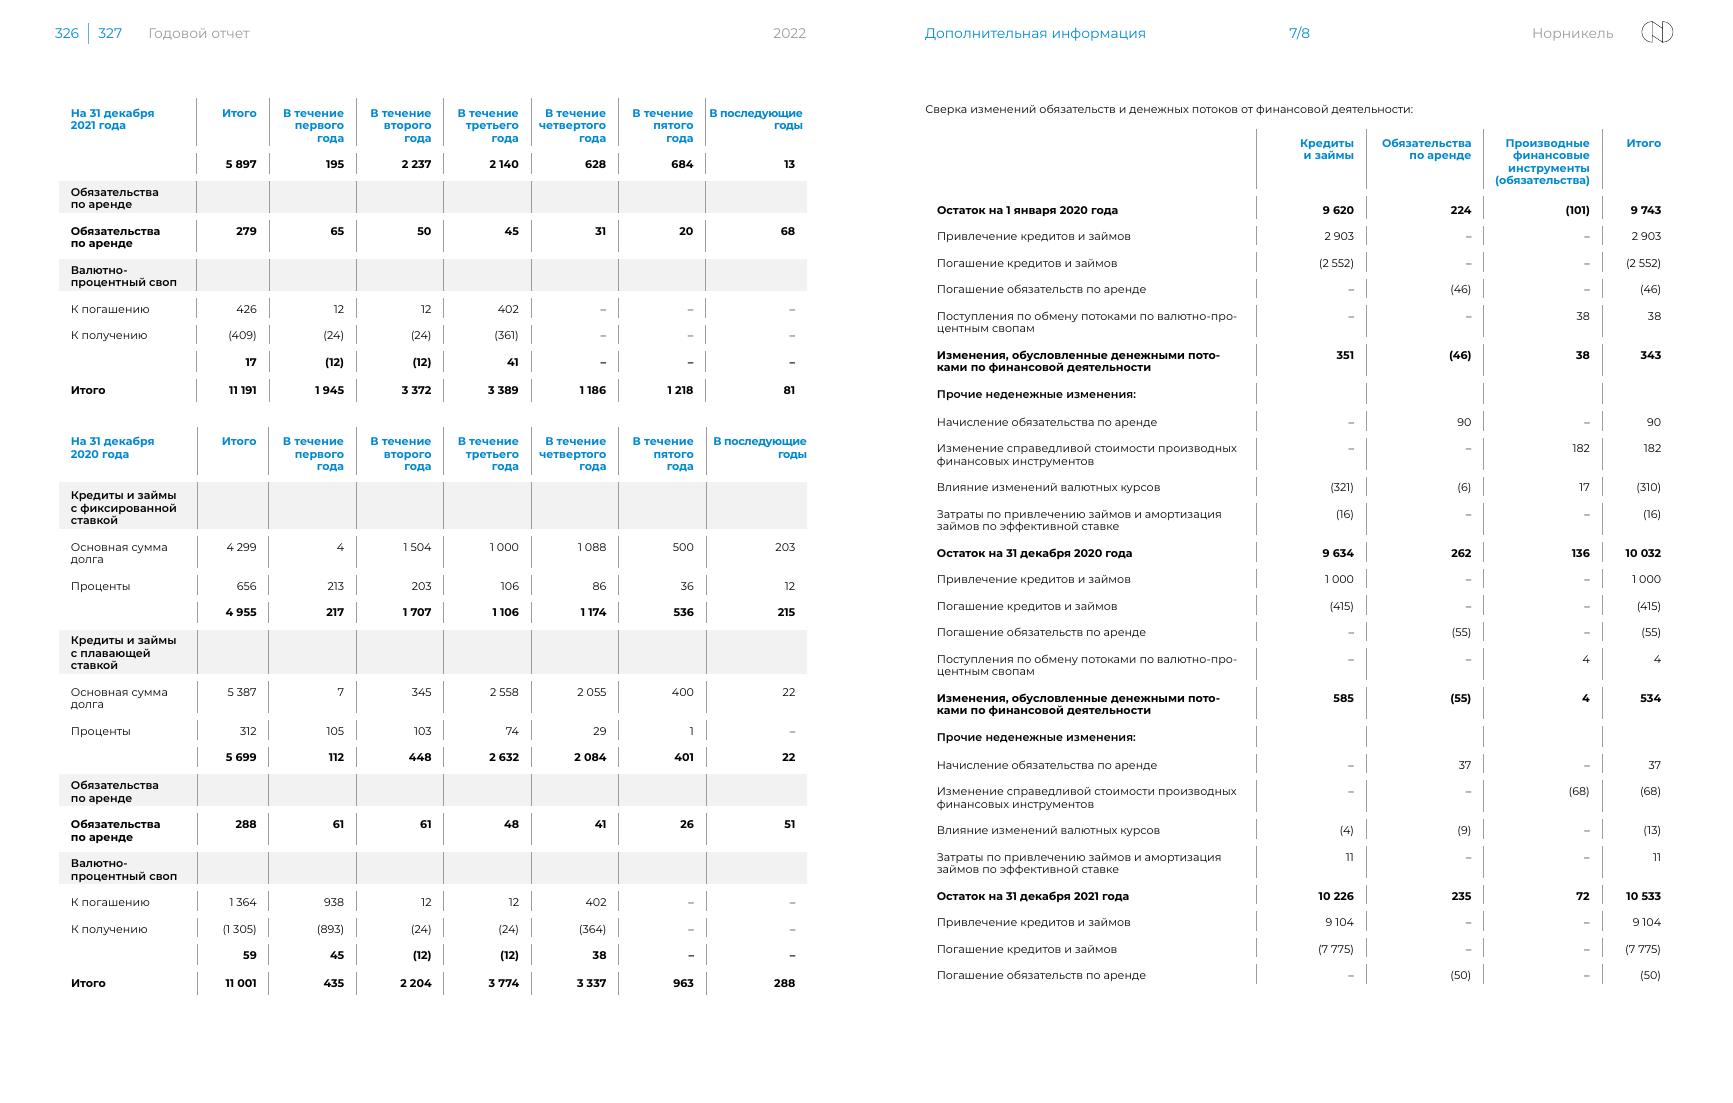 326 327 Годовой отчет 2022
На 31 декабря Итого В течение В течение В течение В течение В течение В последующие
2021 года первого второго третьего четвертого пятого годы
года года года года года
5 897 195 2 237 2 140 628 684 13
Обязательства
по аренде
Обязательства 279 65 50 45 31 20 68
по аренде
Валютно-
процентный своп
К погашению 426 12 12 402 – – –
К получению (409) (24) (24) (361) – – –
17 (12) (12) 41 – – –
Итого 11 191 1 945 3 372 3 389 1 186 1 218 81
На 31 декабря Итого В течение В течение В течение В течение В течение В последующие
2020 года первого второго третьего четвертого пятого годы
года года года года года
Кредиты и займы
с фиксированной
ставкой
Основная сумма 4 299 4 1 504 1 000 1 088 500 203
долга
Проценты 656 213 203 106 86 36 12
4 955 217 1 707 1 106 1 174 536 215
Кредиты и займы
с плавающей
ставкой
Основная сумма 5 387 7 345 2 558 2 055 400 22
долга
Проценты 312 105 103 74 29 1 –
5 699 112 448 2 632 2 084 401 22
Обязательства
по аренде
Обязательства 288 61 61 48 41 26 51
по аренде
Валютно-
процентный своп
К погашению 1 364 938 12 12 402 – –
К получению (1 305) (893) (24) (24) (364) – –
59 45 (12) (12) 38 – –
Итого 11 001 435 2 204 3 774 3 337 963 288
Дополнительная информация 7/8 Норникель
Сверка изменений обязательств и денежных потоков от финансовой деятельности:
Кредиты Обязательства Производные Итого
и займы по аренде финансовые
инструменты
(обязательства)
Остаток на 1 января 2020 года 9 620 224 (101) 9 743
Привлечение кредитов и займов 2 903 – – 2 903
Погашение кредитов и займов (2 552) – – (2 552)
Погашение обязательств по аренде – (46) – (46)
Поступления по обмену потоками по валютно-про- – – 38 38
центным свопам
Изменения, обусловленные денежными пото- 351 (46) 38 343
ками по финансовой деятельности
Прочие неденежные изменения:
Начисление обязательства по аренде – 90 – 90
Изменение справедливой стоимости производных – – 182 182
финансовых инструментов
Влияние изменений валютных курсов (321) (6) 17 (310)
Затраты по привлечению займов и амортизация (16) – – (16)
займов по эффективной ставке
Остаток на 31 декабря 2020 года 9 634 262 136 10 032
Привлечение кредитов и займов 1 000 – – 1 000
Погашение кредитов и займов (415) – – (415)
Погашение обязательств по аренде – (55) – (55)
Поступления по обмену потоками по валютно-про- – – 4 4
центным свопам
Изменения, обусловленные денежными пото- 585 (55) 4 534
ками по финансовой деятельности
Прочие неденежные изменения:
Начисление обязательства по аренде – 37 – 37
Изменение справедливой стоимости производных – – (68) (68)
финансовых инструментов
Влияние изменений валютных курсов (4) (9) – (13)
Затраты по привлечению займов и амортизация 11 – – 11
займов по эффективной ставке
Остаток на 31 декабря 2021 года 10 226 235 72 10 533
Привлечение кредитов и займов 9 104 – – 9 104
Погашение кредитов и займов (7 775) – – (7 775)
Погашение обязательств по аренде – (50) – (50)